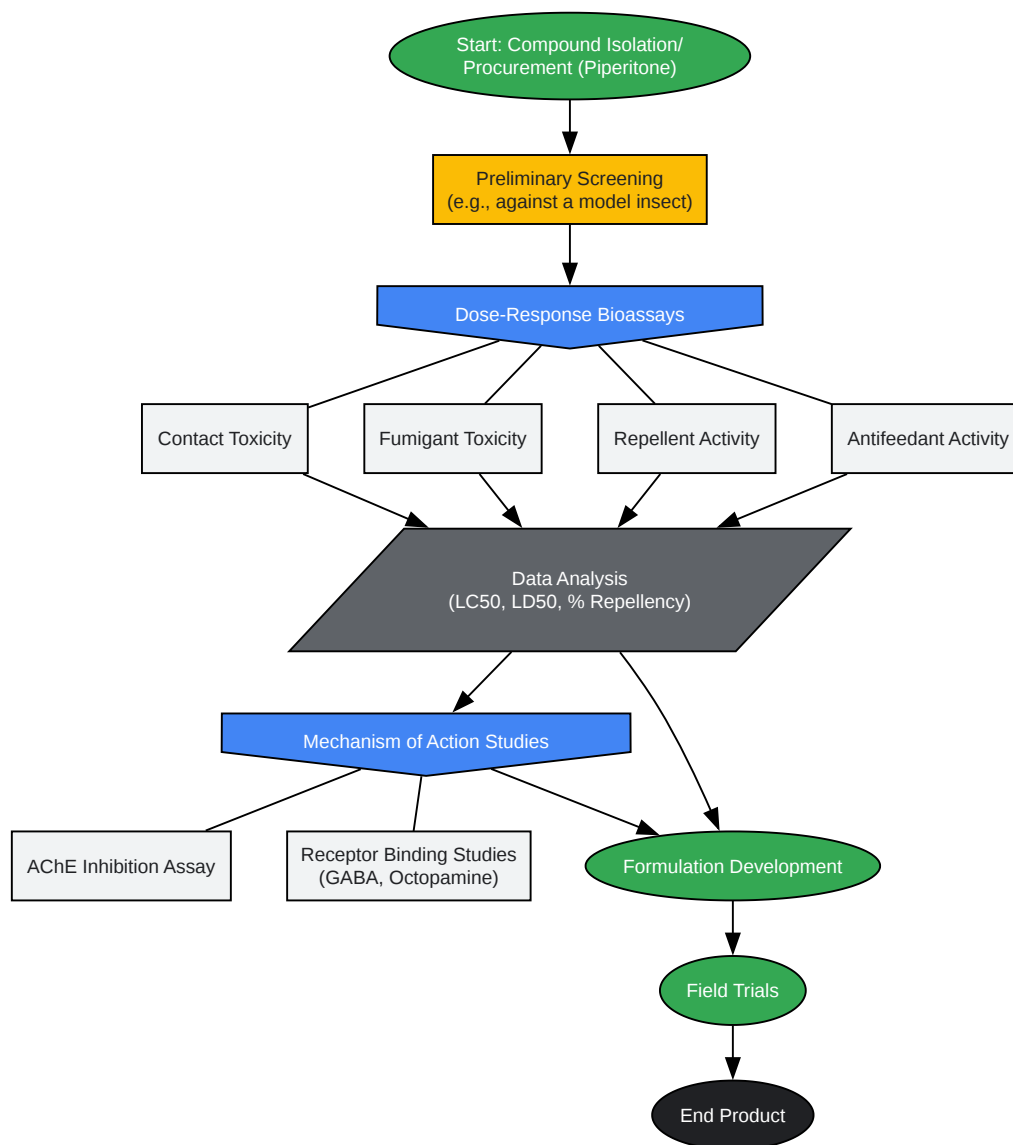 Start: Compound Isolation/
Procurement (Piperitone)
Preliminary Screening
(e.g., against a model insect)
Dose-Response Bioassays
Contact Toxicity
Fumigant Toxicity
Repellent Activity
Antifeedant Activity
Data Analysis
(LC50, LD50, % Repellency)
Mechanism of Action Studies
AChE Inhibition Assay
Receptor Binding Studies
(GABA, Octopamine)
Formulation Development
Field Trials
End Product